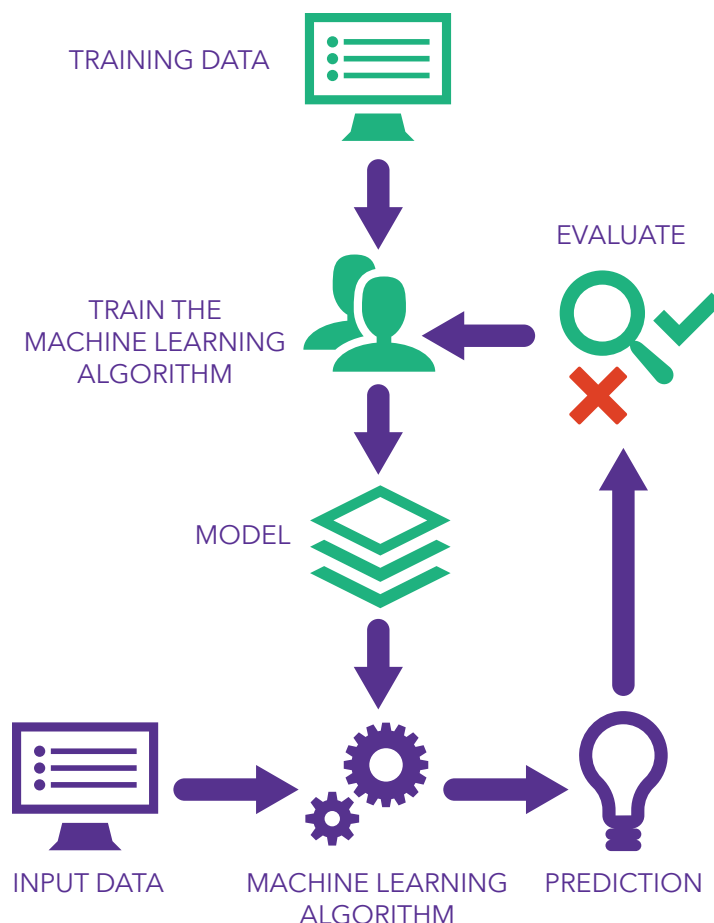 TRAINING DATA
EVALUATE
TRAIN THE
MACHINE LEARNING
ALGORITHM
MODEL
INPUT DATA
MACHINE LEARNING
ALGORITHM
PREDICTION